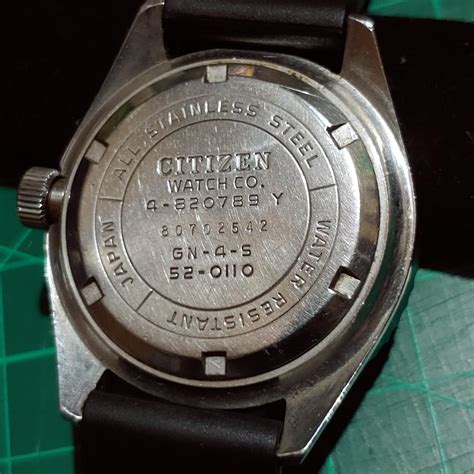 ALL STAINLESS STEEL
WATER RESISTANT
JAPAN
CITIZEN
WATCH CO.
4-820789 Y
80702542
GN-4-S
52-0110